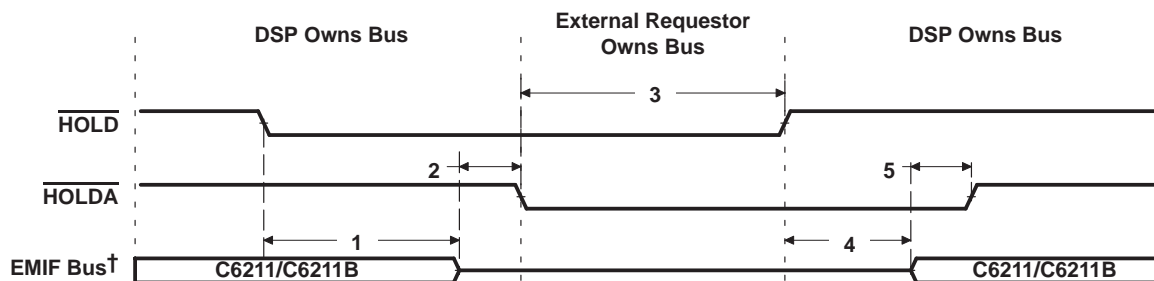 DSP Owns Bus
External Requestor
Owns Bus
DSP Owns Bus
3
HOLD
2
5
HOLDA
1
4
EMIF Bus†
C6211/C6211B
C6211/C6211B